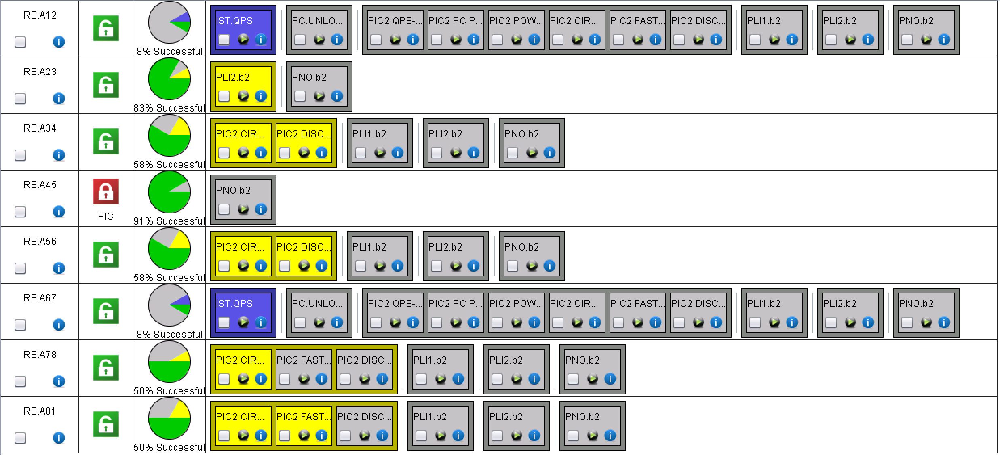 RB.A12
8% Successful
IST.QPS PC.UNLO... PIC2 QPS-... PIC2 PC P... PIC2 POW... PIC2 CIR... PIC2 FAST... PIC2 DISC... PLI1.b2 PLI2.b2 PNO.b2
RB.A23
83% Successful
PLI2.b2 PNO.b2
RB.A34
58% Successful
PIC2 CIR... PIC2 DISC... PLI1.b2 PLI2.b2 PNO.b2
RB.A45
PIC
91% Successful
PNO.b2
RB.A56
58% Successful
PIC2 CIR... PIC2 DISC... PLI1.b2 PLI2.b2 PNO.b2
RB.A67
8% Successful
IST.QPS PC.UNLO... PIC2 QPS-... PIC2 PC P... PIC2 POW... PIC2 CIR... PIC2 FAST... PIC2 DISC... PLI1.b2 PLI2.b2 PNO.b2
RB.A78
50% Successful
PIC2 CIR... PIC2 FAST... PIC2 DISC... PLI1.b2 PLI2.b2 PNO.b2
RB.A81
50% Successful
PIC2 CIR... PIC2 FAST... PIC2 DISC... PLI1.b2 PLI2.b2 PNO.b2